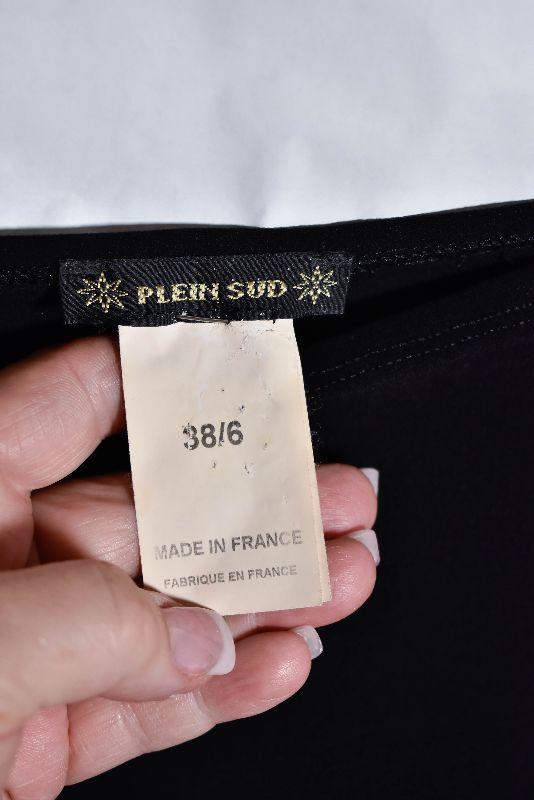 PLEIN SUD
38/6
MADE IN FRANCE
FABRIQUE EN FRANCE